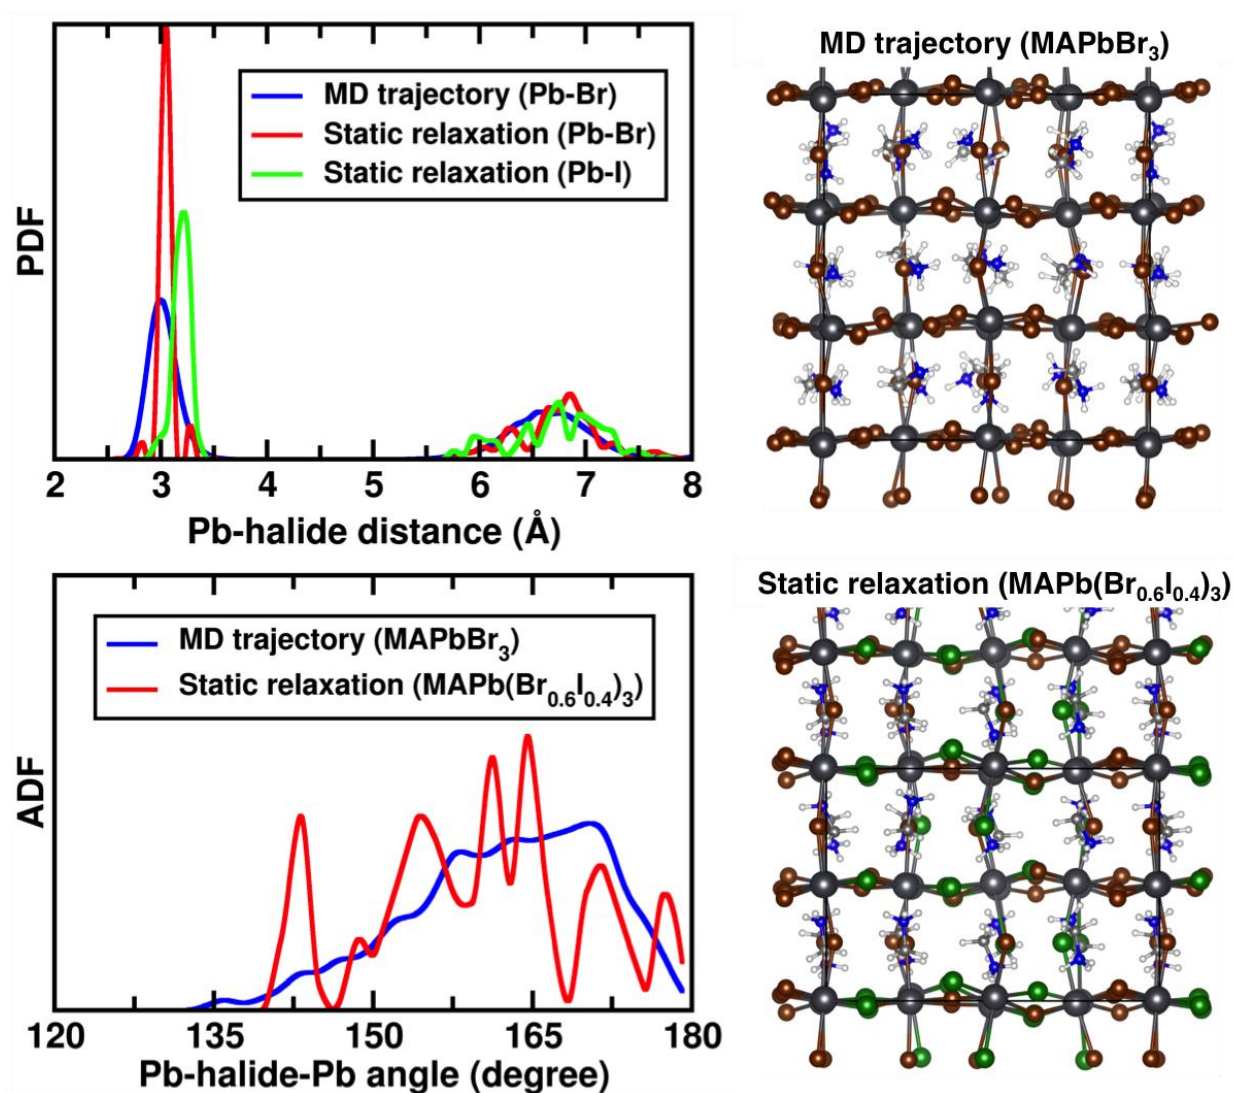 MD trajectory (Pb-Br)
Static relaxation (Pb-Br)
Static relaxation (Pb-I)
PDF
2 3 4 5 6 7 8
Pb-halide distance (Å)
MD trajectory (MAPbBr₃)
MD trajectory (MAPbBr₃)
Static relaxation (MAPb(Br₀.₆I₀.₄)₃)
ADF
120 135 150 165 180
Pb-halide-Pb angle (degree)
Static relaxation (MAPb(Br₀.₆I₀.₄)₃)